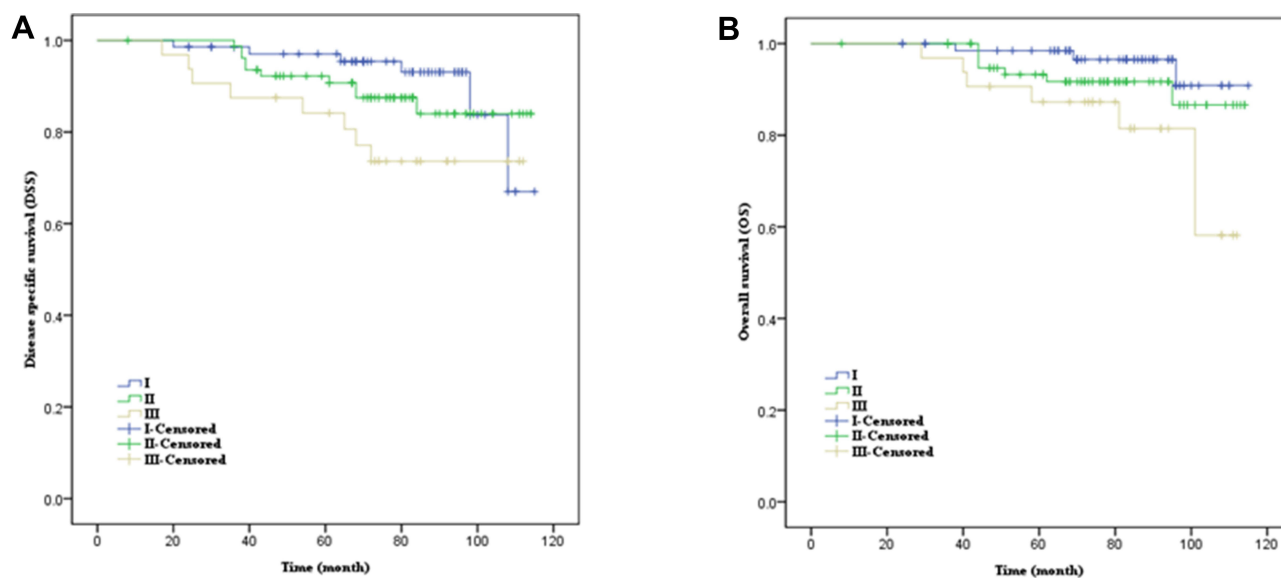 A
1.0
0.8
0.6
0.4
0.2
0.0
Disease specific survival (DSS)
I
II
III
I-Censored
II-Censored
III-Censored
0 20 40 60 80 100 120
Time (month)
B
1.0
0.8
0.6
0.4
0.2
0.0
Overall survival (OS)
I
II
III
I-Censored
II-Censored
III-Censored
0 20 40 60 80 100 120
Time (month)